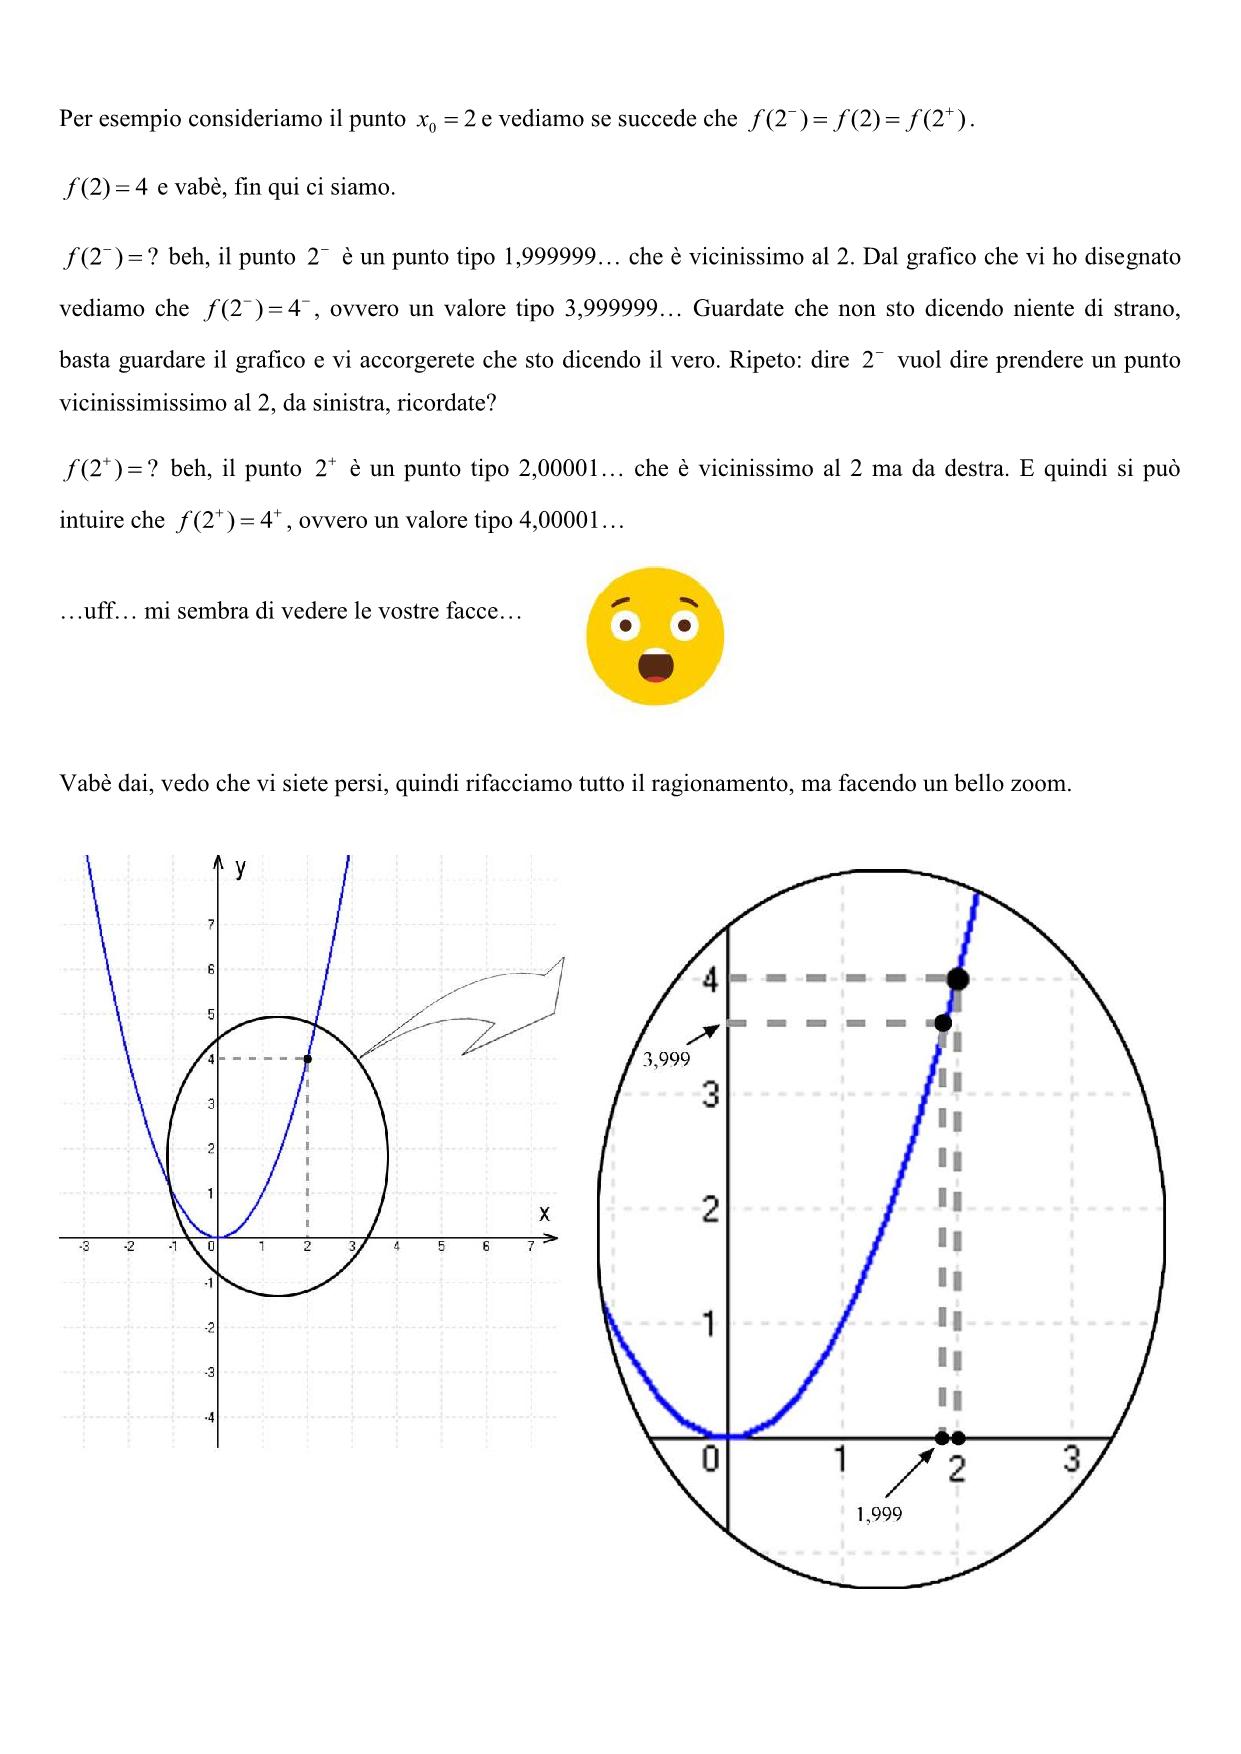 Per esempio consideriamo il punto x₀ = 2 e vediamo se succede che f(2⁻) = f(2) = f(2⁺).
f(2) = 4 e vabè, fin qui ci siamo.
f(2⁻) = ? beh, il punto 2⁻ è un punto tipo 1,999999… che è vicinissimo al 2. Dal grafico che vi ho disegnato
vediamo che f(2⁻) = 4⁻, ovvero un valore tipo 3,999999… Guardate che non sto dicendo niente di strano,
basta guardare il grafico e vi accorgerete che sto dicendo il vero. Ripeto: dire 2⁻ vuol dire prendere un punto
vicinissimissimo al 2, da sinistra, ricordate?
f(2⁺) = ? beh, il punto 2⁺ è un punto tipo 2,00001… che è vicinissimo al 2 ma da destra. E quindi si può
intuire che f(2⁺) = 4⁺, ovvero un valore tipo 4,00001…
…uff… mi sembra di vedere le vostre facce…
Vabè dai, vedo che vi siete persi, quindi rifacciamo tutto il ragionamento, ma facendo un bello zoom.
y
7
6
5
4
3
2
1
x
-3 -2 -1 0 1 2 3 4 5 6 7
-1
-2
-3
-4
4
3,999
3
2
1
0 1 2 3
1,999